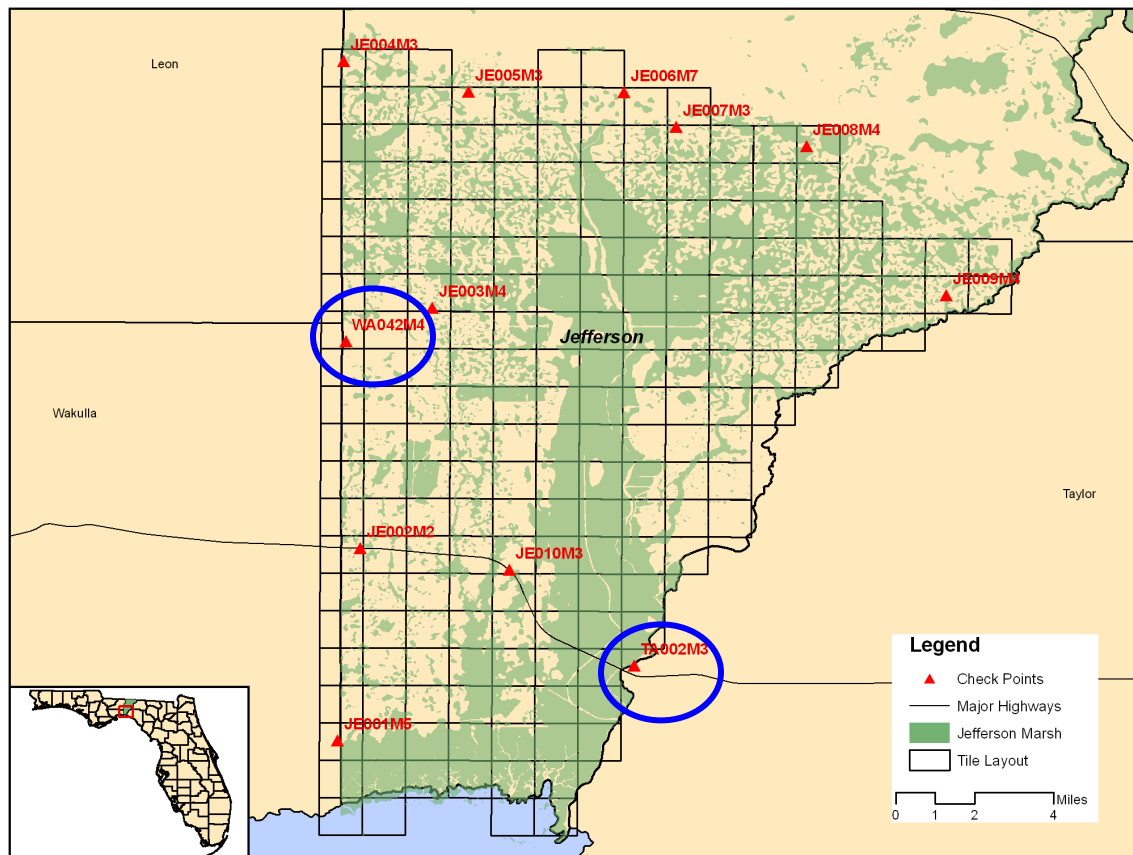 JE004M3
Leon
JE005M3
JE006M7
JE007M3
JE008M4
JE009M4
JE003M4
WA042M4
Jefferson
Wakulla
Taylor
JE002M2
JE010M3
TA002M3
JE001M5
Legend
Check Points
Major Highways
Jefferson Marsh
Tile Layout
Miles
0 1 2 4